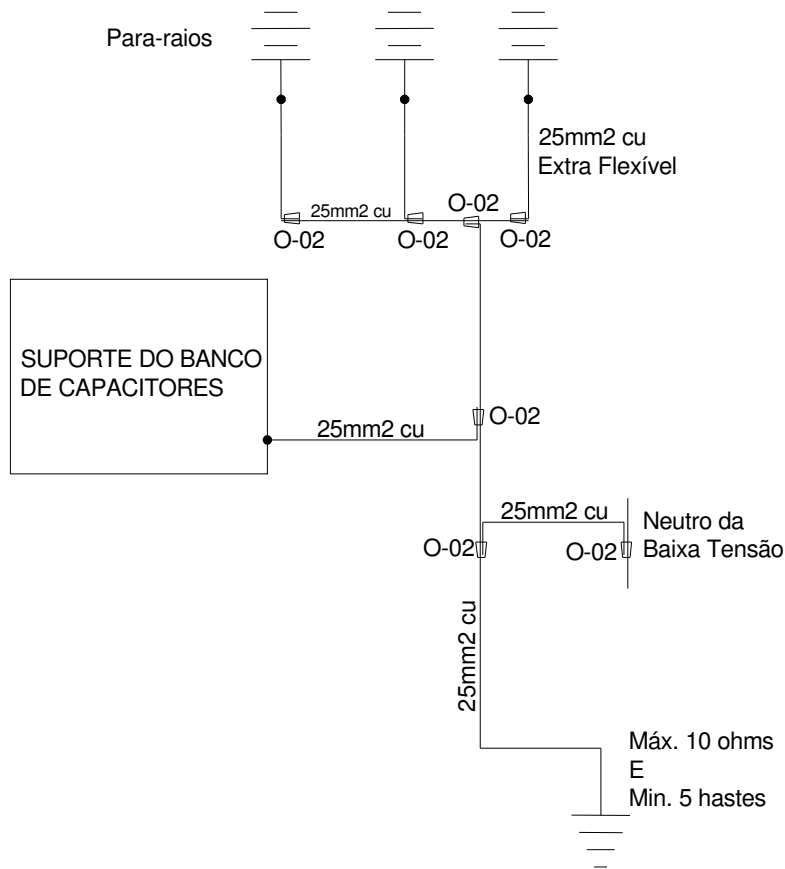 Para-raios
25mm2 cu
Extra Flexível
25mm2 cu
O-02
O-02
O-02
O-02
SUPORTE DO BANCO
DE CAPACITORES
25mm2 cu
O-02
25mm2 cu
O-02
O-02
Neutro da
Baixa Tensão
25mm2 cu
Máx. 10 ohms
E
Min. 5 hastes